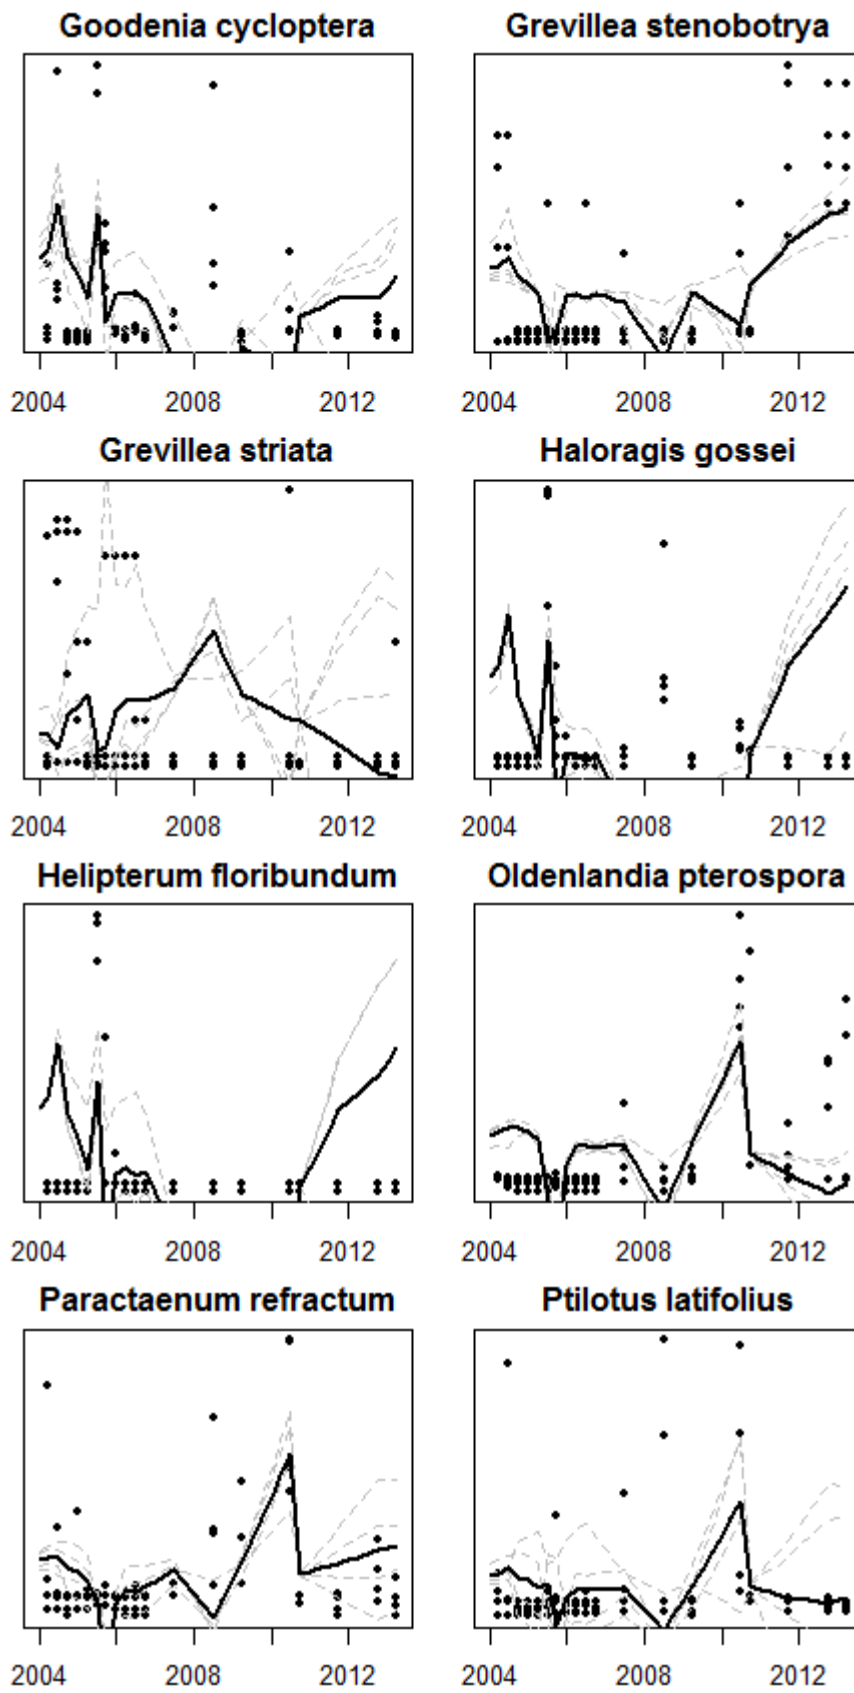 Goodenia cycloptera Grevillea stenobotrya
2004 2008 2012 2004 2008 2012
Grevillea striata Haloragis gossei
2004 2008 2012 2004 2008 2012
Helipterum floribundum Oldenlandia pterospora
2004 2008 2012 2004 2008 2012
Paractaenum refractum Ptilotus latifolius
2004 2008 2012 2004 2008 2012